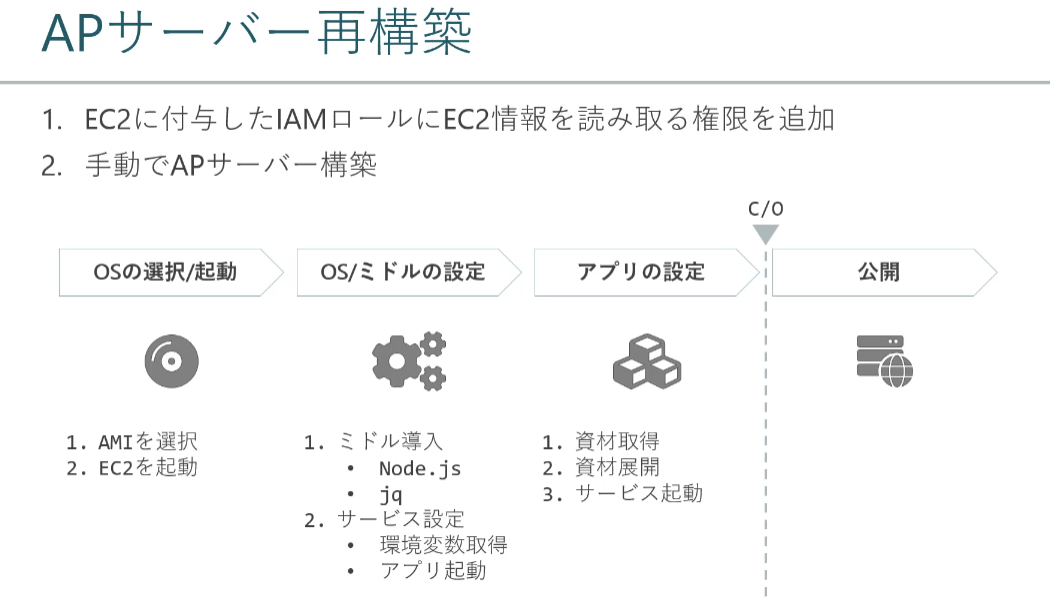 APサーバー再構築
1. EC2に付与したIAMロールにEC2情報を読み取る権限を追加
2. 手動でAPサーバー構築
C/O
OSの選択/起動
OS/ミドルの設定
アプリの設定
公開
1. AMIを選択
2. EC2を起動
1. ミドル導入
• Node.js
• jq
2. サービス設定
• 環境変数取得
• アプリ起動
1. 資材取得
2. 資材展開
3. サービス起動